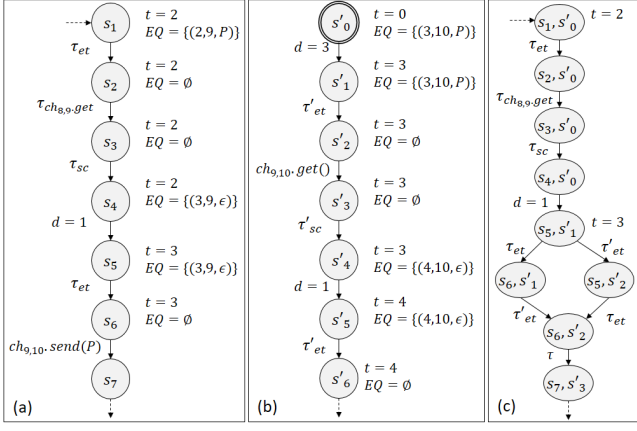 s₁
t = 2
EQ = {(2,9, P)}
τₑₜ
s₂
t = 2
EQ = ∅
τ_ch₈,₉.get
s₃
t = 2
EQ = ∅
τ_sc
s₄
t = 2
EQ = {(3,9, ϵ)}
d = 1
s₅
t = 3
EQ = {(3,9, ϵ)}
τₑₜ
s₆
t = 3
EQ = ∅
ch₉,₁₀.send(P)
s₇
(a)
s′₀
t = 0
EQ = {(3,10, P)}
d = 3
s′₁
t = 3
EQ = {(3,10, P)}
τ′ₑₜ
s′₂
t = 3
EQ = ∅
ch₉,₁₀.get()
s′₃
t = 3
EQ = ∅
τ′_sc
s′₄
t = 3
EQ = {(4,10, ϵ)}
d = 1
s′₅
t = 4
EQ = {(4,10, ϵ)}
τ′ₑₜ
s′₆
t = 4
EQ = ∅
(b)
s₁, s′₀
t = 2
τₑₜ
s₂, s′₀
τ_ch₈,₉.get
s₃, s′₀
τ_sc
s₄, s′₀
d = 1
s₅, s′₁
t = 3
τₑₜ
τ′ₑₜ
s₆, s′₁
s₅, s′₂
τ′ₑₜ
τₑₜ
s₆, s′₂
τ
s₇, s′₃
(c)